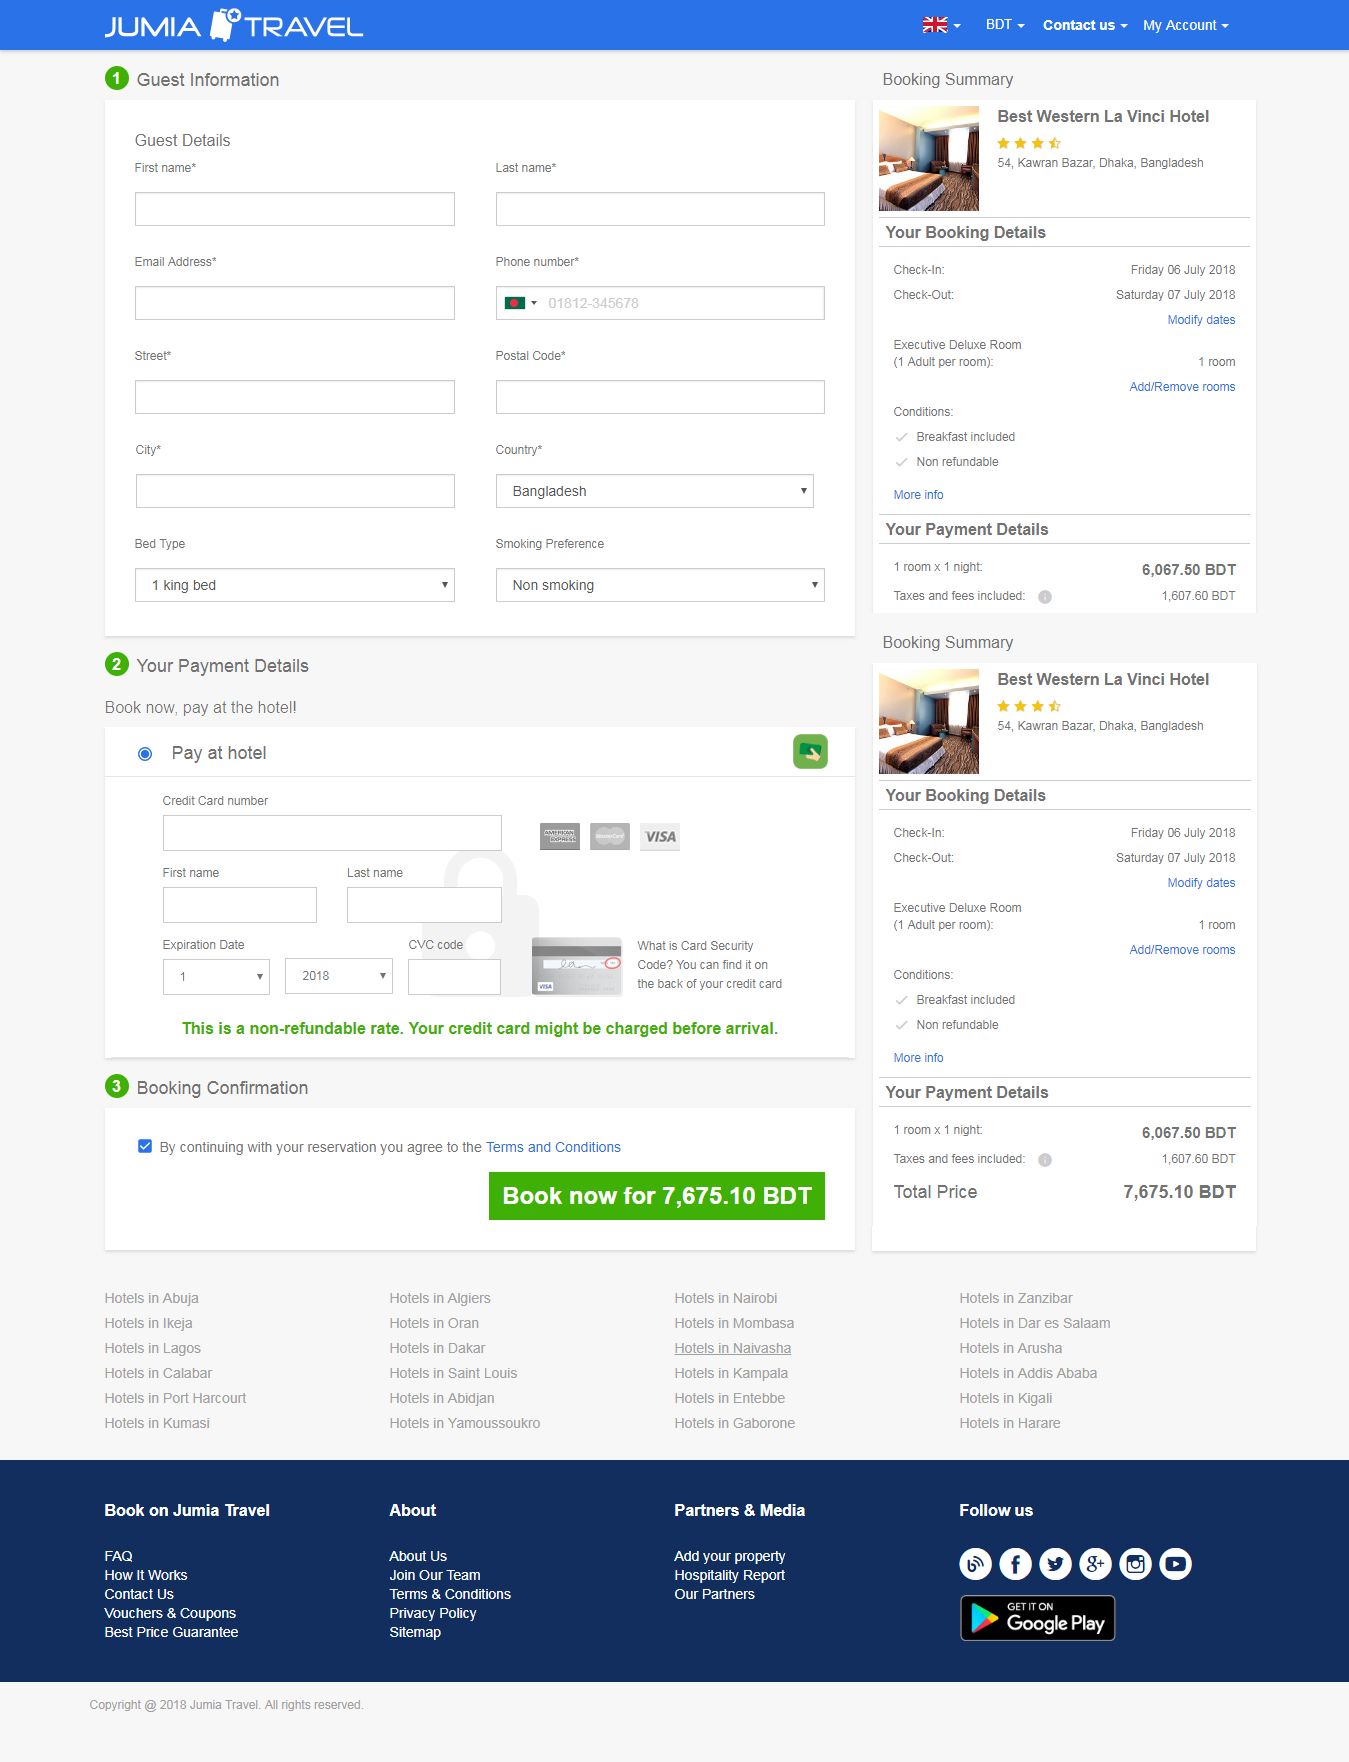 JUMIA TRAVEL
BDT
Contact us
My Account
1 Guest Information
Guest Details
First name*
Last name*
Email Address*
Phone number*
01812-345678
Street*
Postal Code*
City*
Country*
Bangladesh
Bed Type
Smoking Preference
1 king bed
Non smoking
2 Your Payment Details
Book now, pay at the hotel!
Pay at hotel
Credit Card number
AMERICAN EXPRESS
MasterCard
VISA
First name
Last name
Expiration Date
CVC code
1
2018
VISA
What is Card Security
Code? You can find it on
the back of your credit card
This is a non-refundable rate. Your credit card might be charged before arrival.
3 Booking Confirmation
By continuing with your reservation you agree to the Terms and Conditions
Book now for 7,675.10 BDT
Booking Summary
Best Western La Vinci Hotel
54, Kawran Bazar, Dhaka, Bangladesh
Your Booking Details
Check-In: Friday 06 July 2018
Check-Out: Saturday 07 July 2018
Modify dates
Executive Deluxe Room
(1 Adult per room): 1 room
Add/Remove rooms
Conditions:
Breakfast included
Non refundable
More info
Your Payment Details
1 room x 1 night: 6,067.50 BDT
Taxes and fees included: i 1,607.60 BDT
Booking Summary
Best Western La Vinci Hotel
54, Kawran Bazar, Dhaka, Bangladesh
Your Booking Details
Check-In: Friday 06 July 2018
Check-Out: Saturday 07 July 2018
Modify dates
Executive Deluxe Room
(1 Adult per room): 1 room
Add/Remove rooms
Conditions:
Breakfast included
Non refundable
More info
Your Payment Details
1 room x 1 night: 6,067.50 BDT
Taxes and fees included: i 1,607.60 BDT
Total Price 7,675.10 BDT
Hotels in Abuja
Hotels in Ikeja
Hotels in Lagos
Hotels in Calabar
Hotels in Port Harcourt
Hotels in Kumasi
Hotels in Algiers
Hotels in Oran
Hotels in Dakar
Hotels in Saint Louis
Hotels in Abidjan
Hotels in Yamoussoukro
Hotels in Nairobi
Hotels in Mombasa
Hotels in Naivasha
Hotels in Kampala
Hotels in Entebbe
Hotels in Gaborone
Hotels in Zanzibar
Hotels in Dar es Salaam
Hotels in Arusha
Hotels in Addis Ababa
Hotels in Kigali
Hotels in Harare
Book on Jumia Travel
FAQ
How It Works
Contact Us
Vouchers & Coupons
Best Price Guarantee
About
About Us
Join Our Team
Terms & Conditions
Privacy Policy
Sitemap
Partners & Media
Add your property
Hospitality Report
Our Partners
Follow us
GET IT ON
Google Play
Copyright @ 2018 Jumia Travel. All rights reserved.